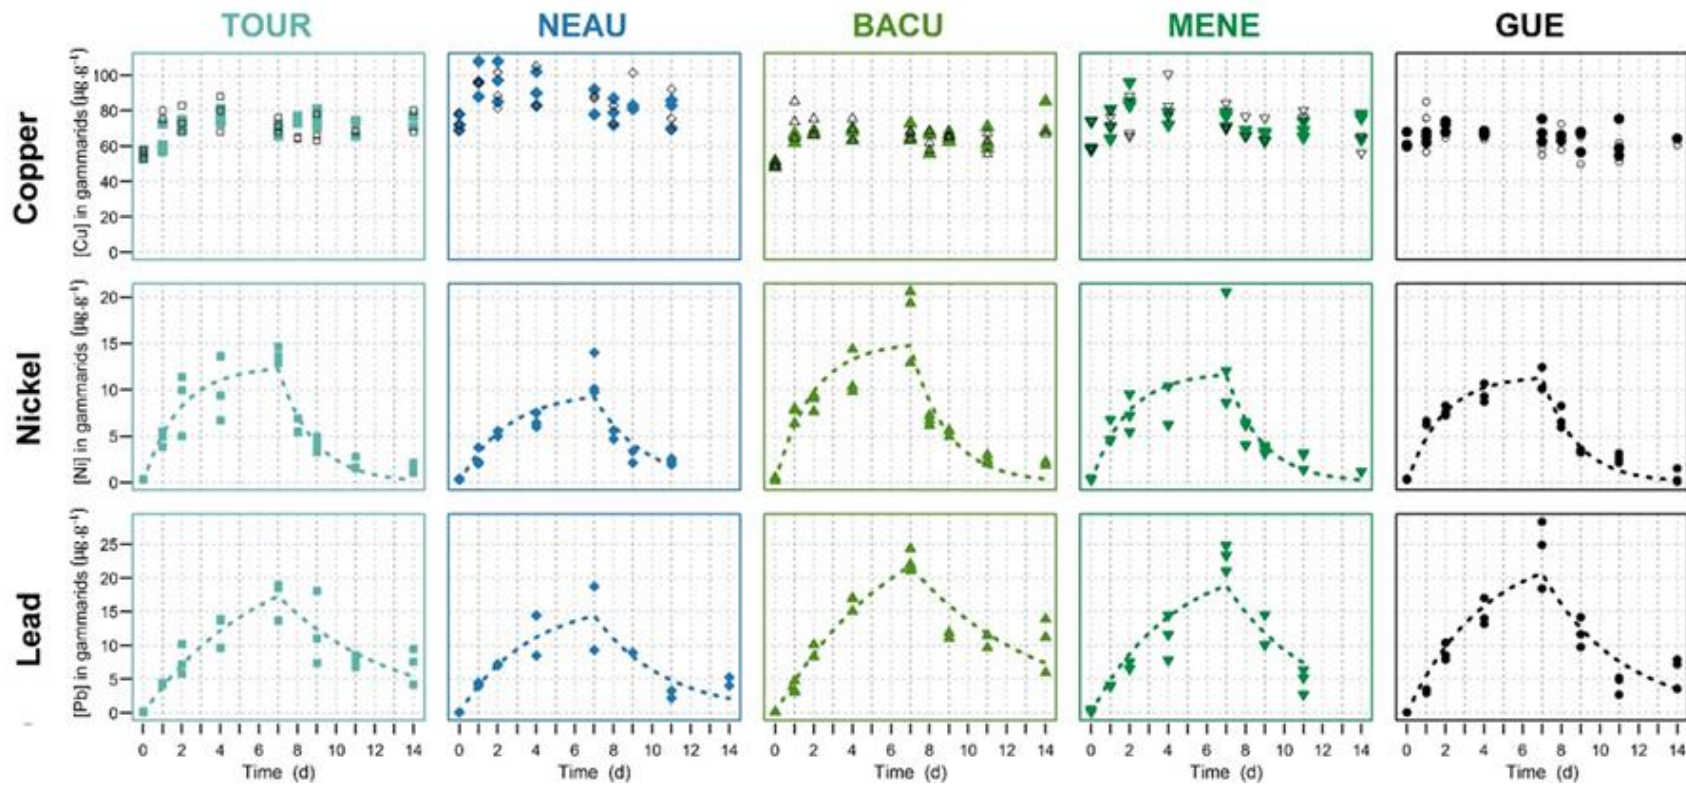 TOUR NEAU BACU MENE GUE
Copper
[Cu] in gammarids (µg·g⁻¹)
100
80
60
40
20
0
Nickel
[Ni] in gammarids (µg·g⁻¹)
20
15
10
5
0
Lead
[Pb] in gammarids (µg·g⁻¹)
25
20
15
10
5
0
0 2 4 6 8 10 12 14 0 2 4 6 8 10 12 14 0 2 4 6 8 10 12 14 0 2 4 6 8 10 12 14 0 2 4 6 8 10 12 14
Time (d) Time (d) Time (d) Time (d) Time (d)